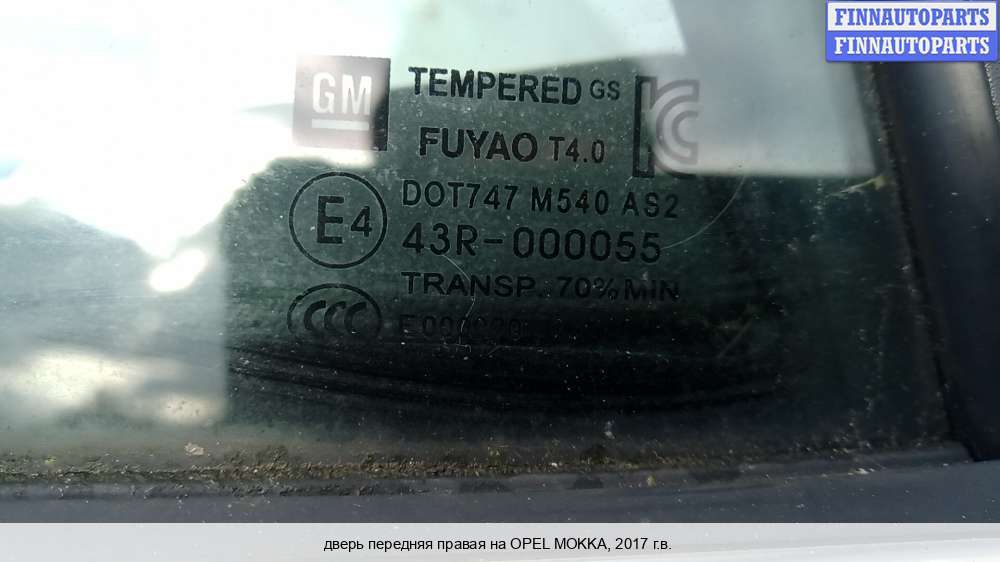 FINNAUTOPARTS
FINNAUTOPARTS
GM TEMPERED GS
FUYAO T4.0
DOT747 M540 AS2
E4 43R-000055
TRANSP. 70% MIN
CCC
дверь передняя правая на OPEL MOKKA, 2017 г.в.